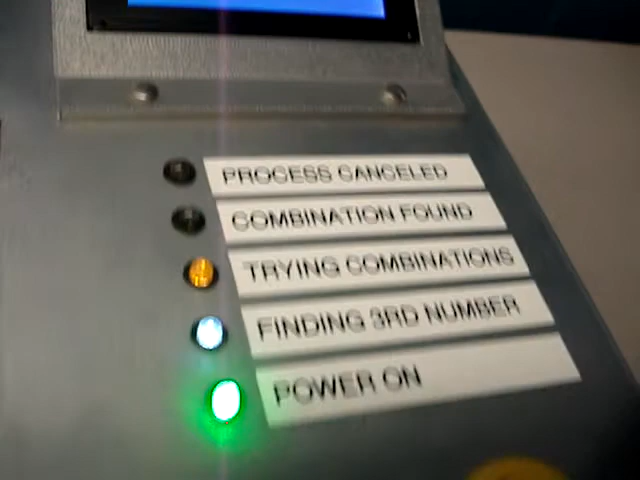 PROCESS CANCELED
COMBINATION FOUND
TRYING COMBINATIONS
FINDING 3RD NUMBER
POWER ON